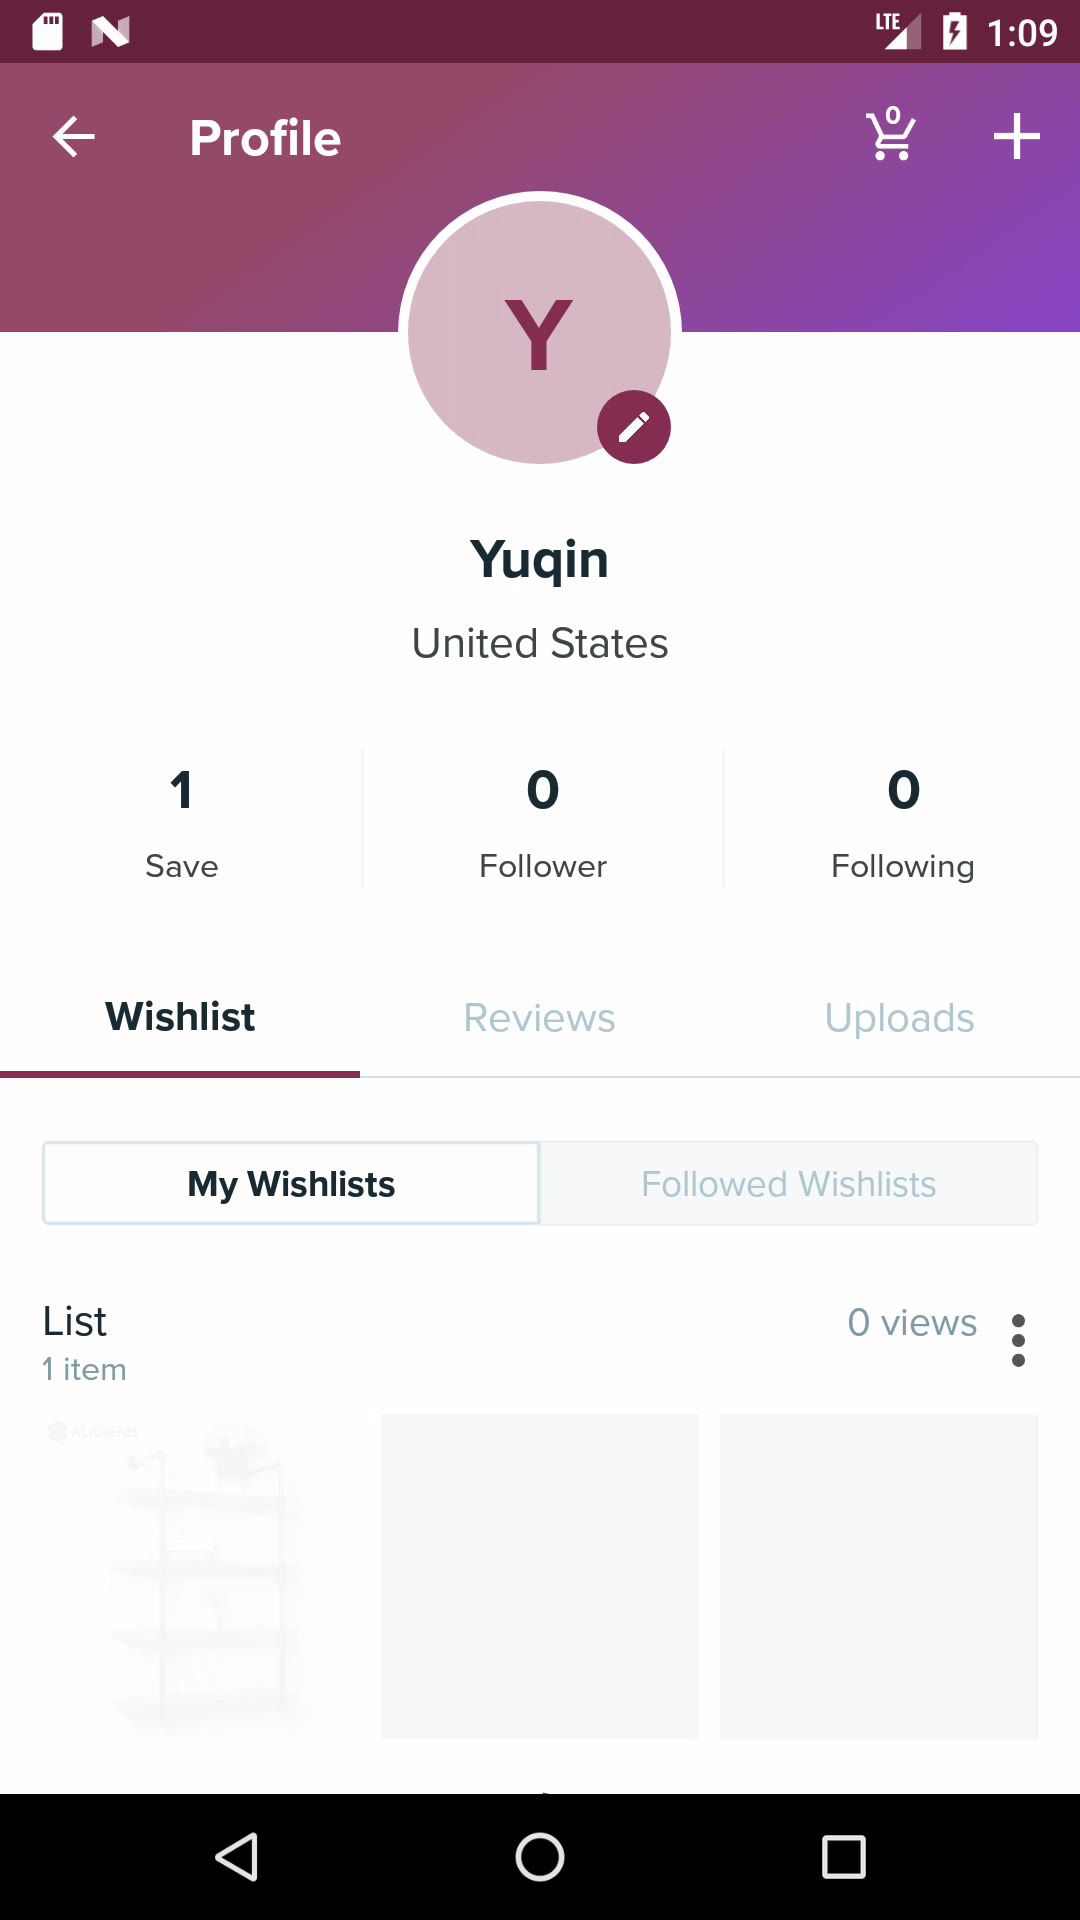 LTE 1:09
Profile
0
Y
Yuqin
United States
1 0 0
Save Follower Following
Wishlist Reviews Uploads
My Wishlists Followed Wishlists
List 0 views
1 item
ALIGIENB